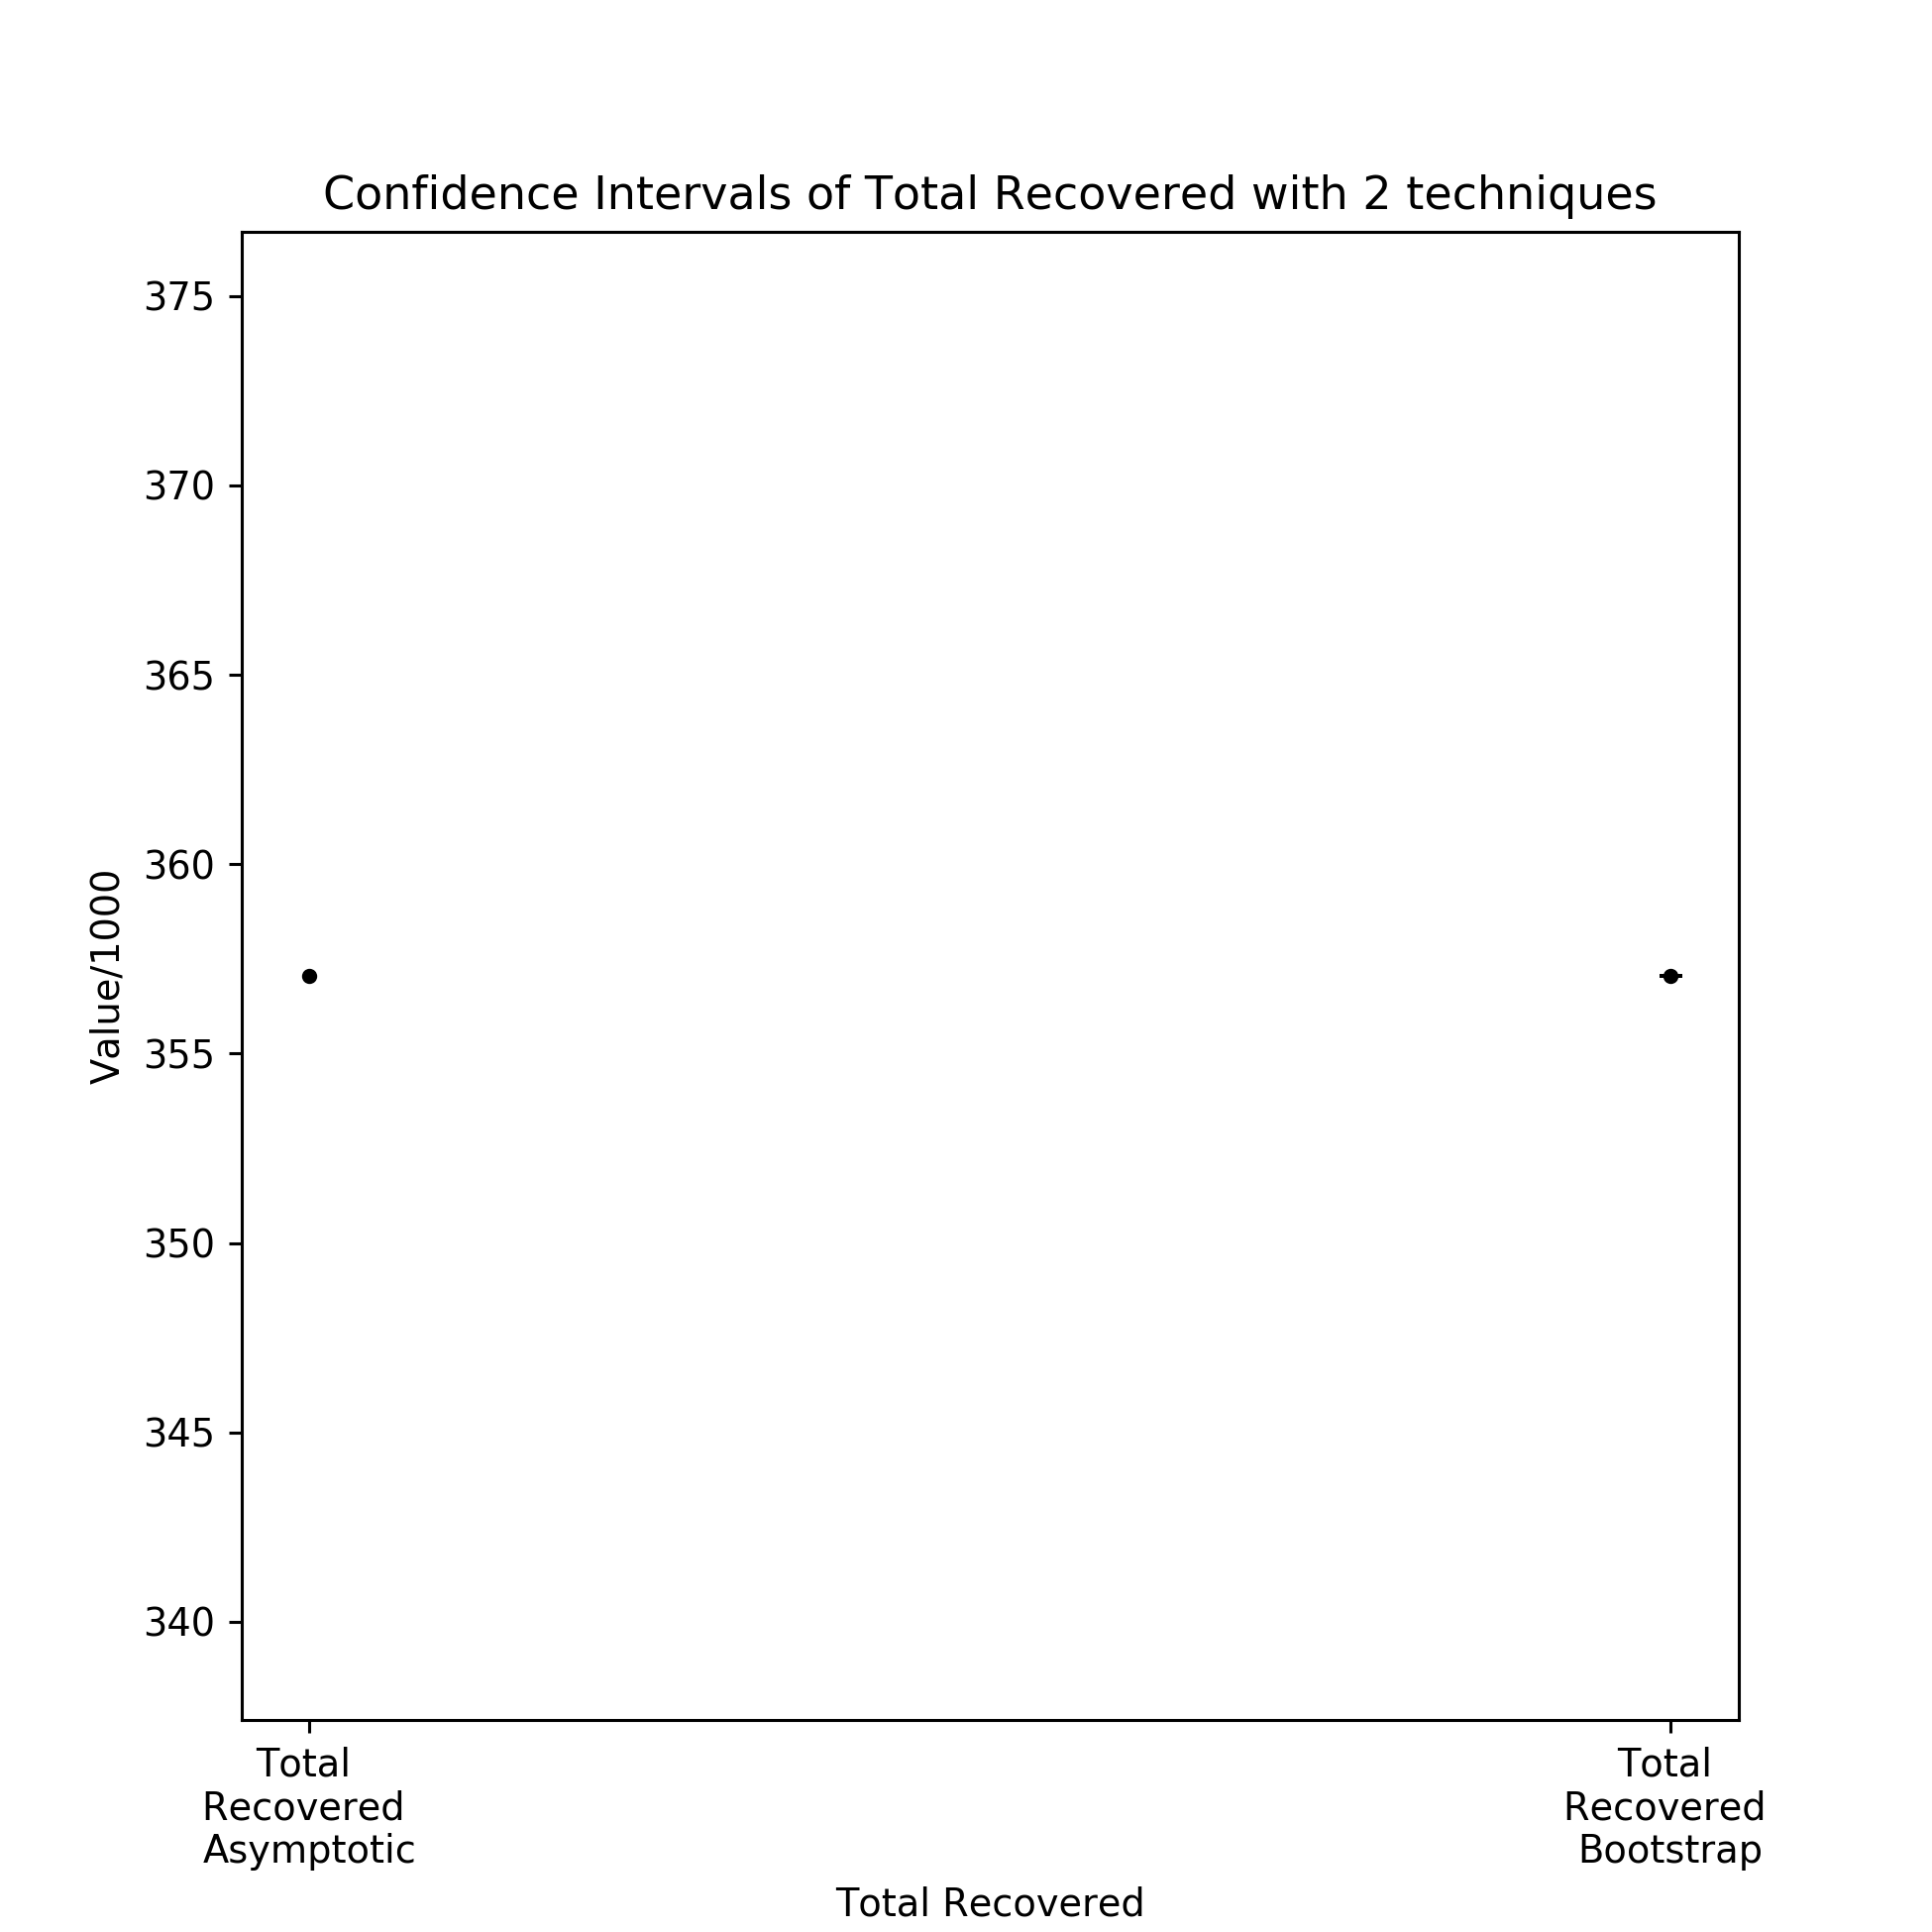 Confidence Intervals of Total Recovered with 2 techniques
375
370
365
360
355
350
345
340
Value/1000
Total
Recovered
Asymptotic
Total
Recovered
Bootstrap
Total Recovered